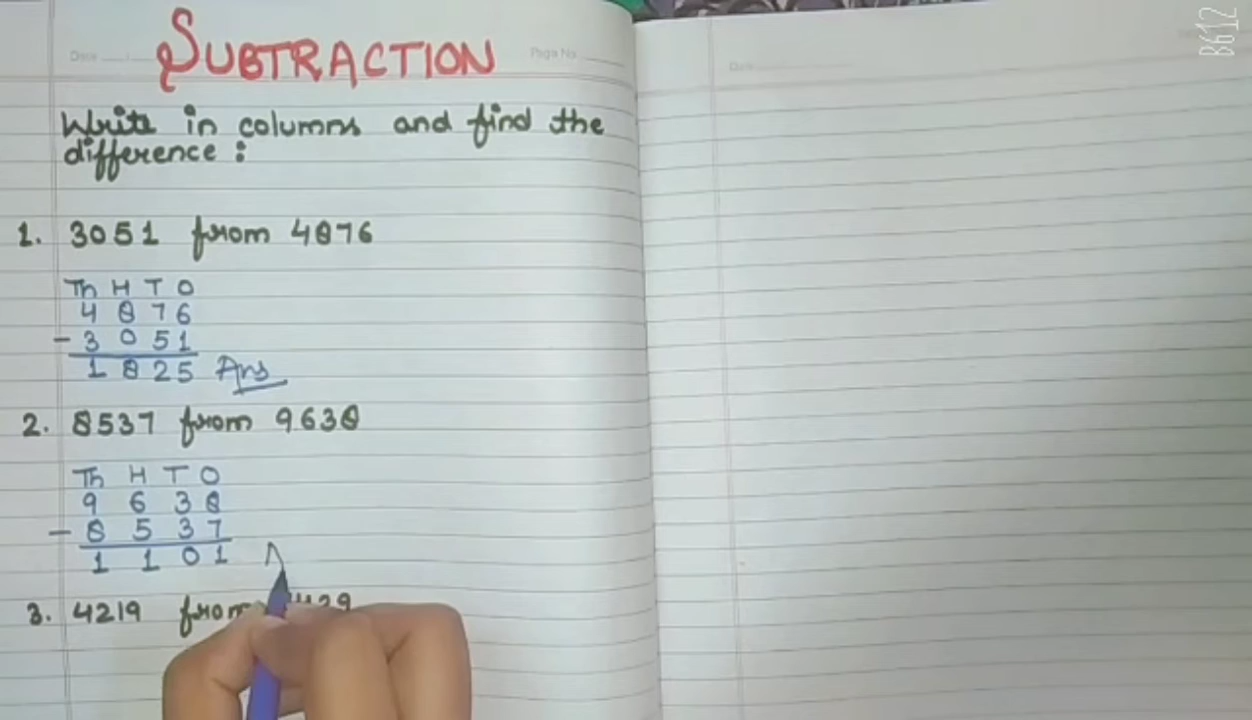 SUBTRACTION
Date
Page No.
Write in columns and find the
difference :
1. 3051 from 4876
Th H T O
4 8 7 6
- 3 0 5 1
1 8 2 5 Ans
2. 8537 from 9638
Th H T O
9 6 3 8
- 8 5 3 7
1 1 0 1
3. 4219 from
B612